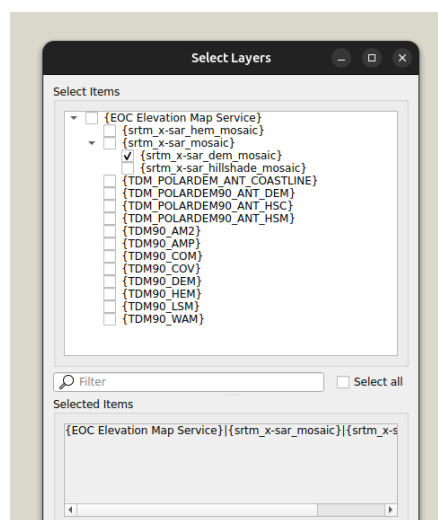 Select Layers
Select Items
{EOC Elevation Map Service}
{srtm_x-sar_hem_mosaic}
{srtm_x-sar_mosaic}
{srtm_x-sar_dem_mosaic}
{srtm_x-sar_hillshade_mosaic}
{TDM_POLARDEM_ANT_COASTLINE}
{TDM_POLARDEM90_ANT_DEM}
{TDM_POLARDEM90_ANT_HSC}
{TDM_POLARDEM90_ANT_HSM}
{TDM90_AM2}
{TDM90_AMP}
{TDM90_COM}
{TDM90_COV}
{TDM90_DEM}
{TDM90_HEM}
{TDM90_LSM}
{TDM90_WAM}
Filter
Select all
Selected Items
{EOC Elevation Map Service}|{srtm_x-sar_mosaic}|{srtm_x-s